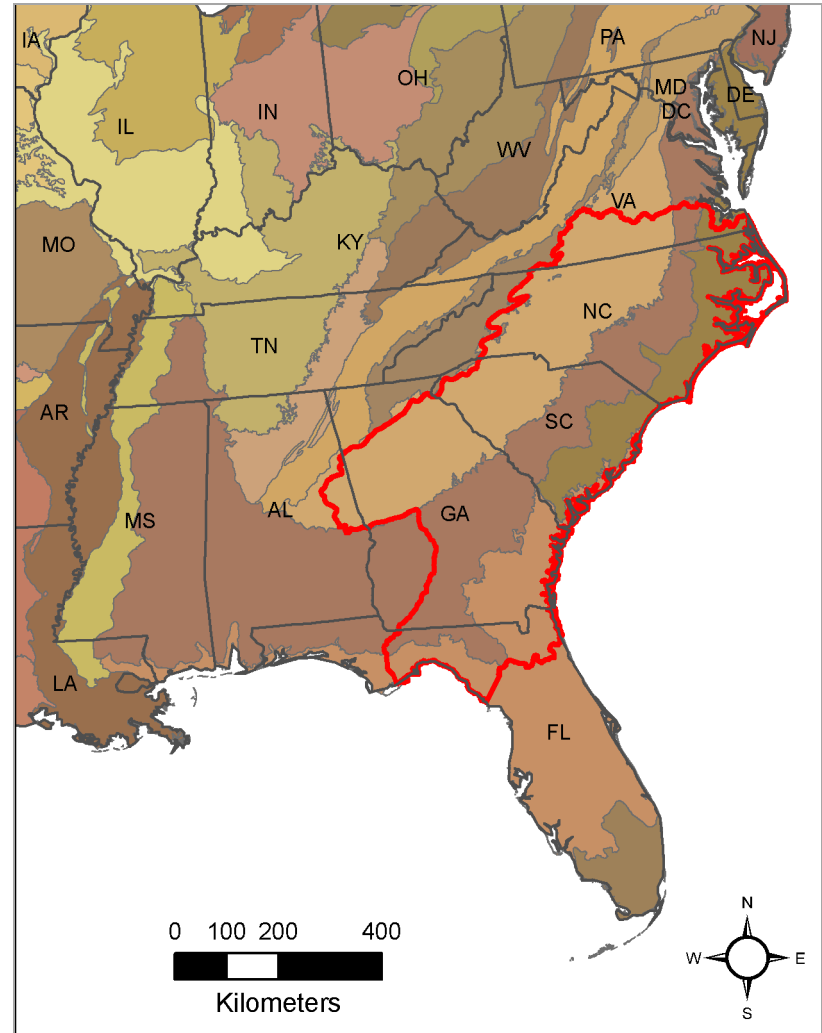 IA
PA
NJ
OH
MD
DE
IN
DC
IL
WV
VA
MO
KY
NC
TN
AR
SC
MS
AL
GA
LA
FL
0 100 200 400
Kilometers
N
W E
S